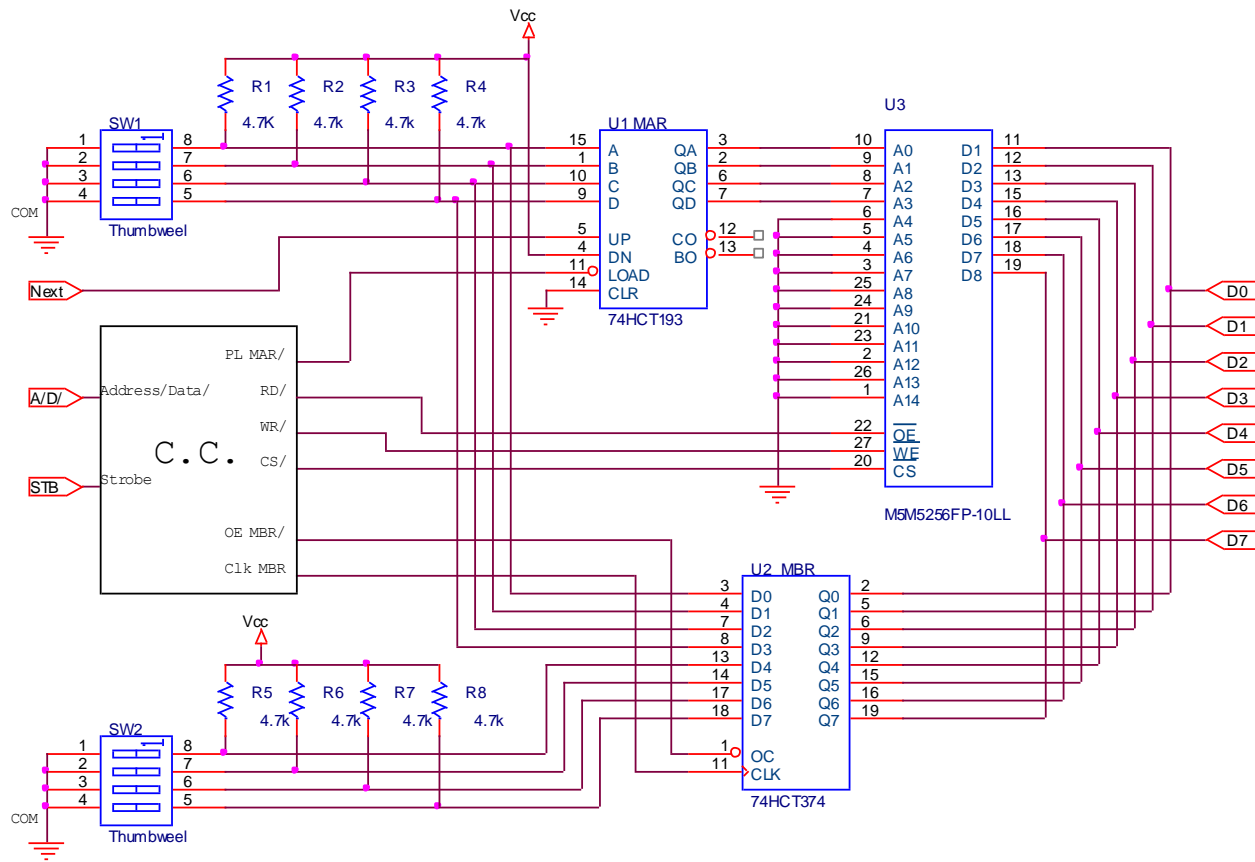 Vcc
R1 R2 R3 R4
4.7K 4.7k 4.7k 4.7k
SW1
1 8
2 7
3 6
4 5
COM
Thumbweel
U1 MAR
15 A QA 3
1 B QB 2
10 C QC 6
9 D QD 7
5 UP CO 12
4 DN BO 13
11 LOAD
14 CLR
74HCT193
U3
10 A0 D1 11
9 A1 D2 12
8 A2 D3 13
7 A3 D4 15
6 A4 D5 16
5 A5 D6 17
4 A6 D7 18
3 A7 D8 19
25 A8
24 A9
21 A10
23 A11
2 A12
26 A13
1 A14
22 OE
27 WE
20 CS
M5M5256FP-10LL
Next
A/D/
STB
PL MAR/
Address/Data/
RD/
WR/
C.C.
CS/
Strobe
OE MBR/
Clk MBR
D0
D1
D2
D3
D4
D5
D6
D7
U2 MBR
3 D0 Q0 2
4 D1 Q1 5
7 D2 Q2 6
8 D3 Q3 9
13 D4 Q4 12
14 D5 Q5 15
17 D6 Q6 16
18 D7 Q7 19
1 OC
11 CLK
74HCT374
Vcc
R5 R6 R7 R8
4.7k 4.7k 4.7k 4.7k
SW2
1 8
2 7
3 6
4 5
COM
Thumbweel